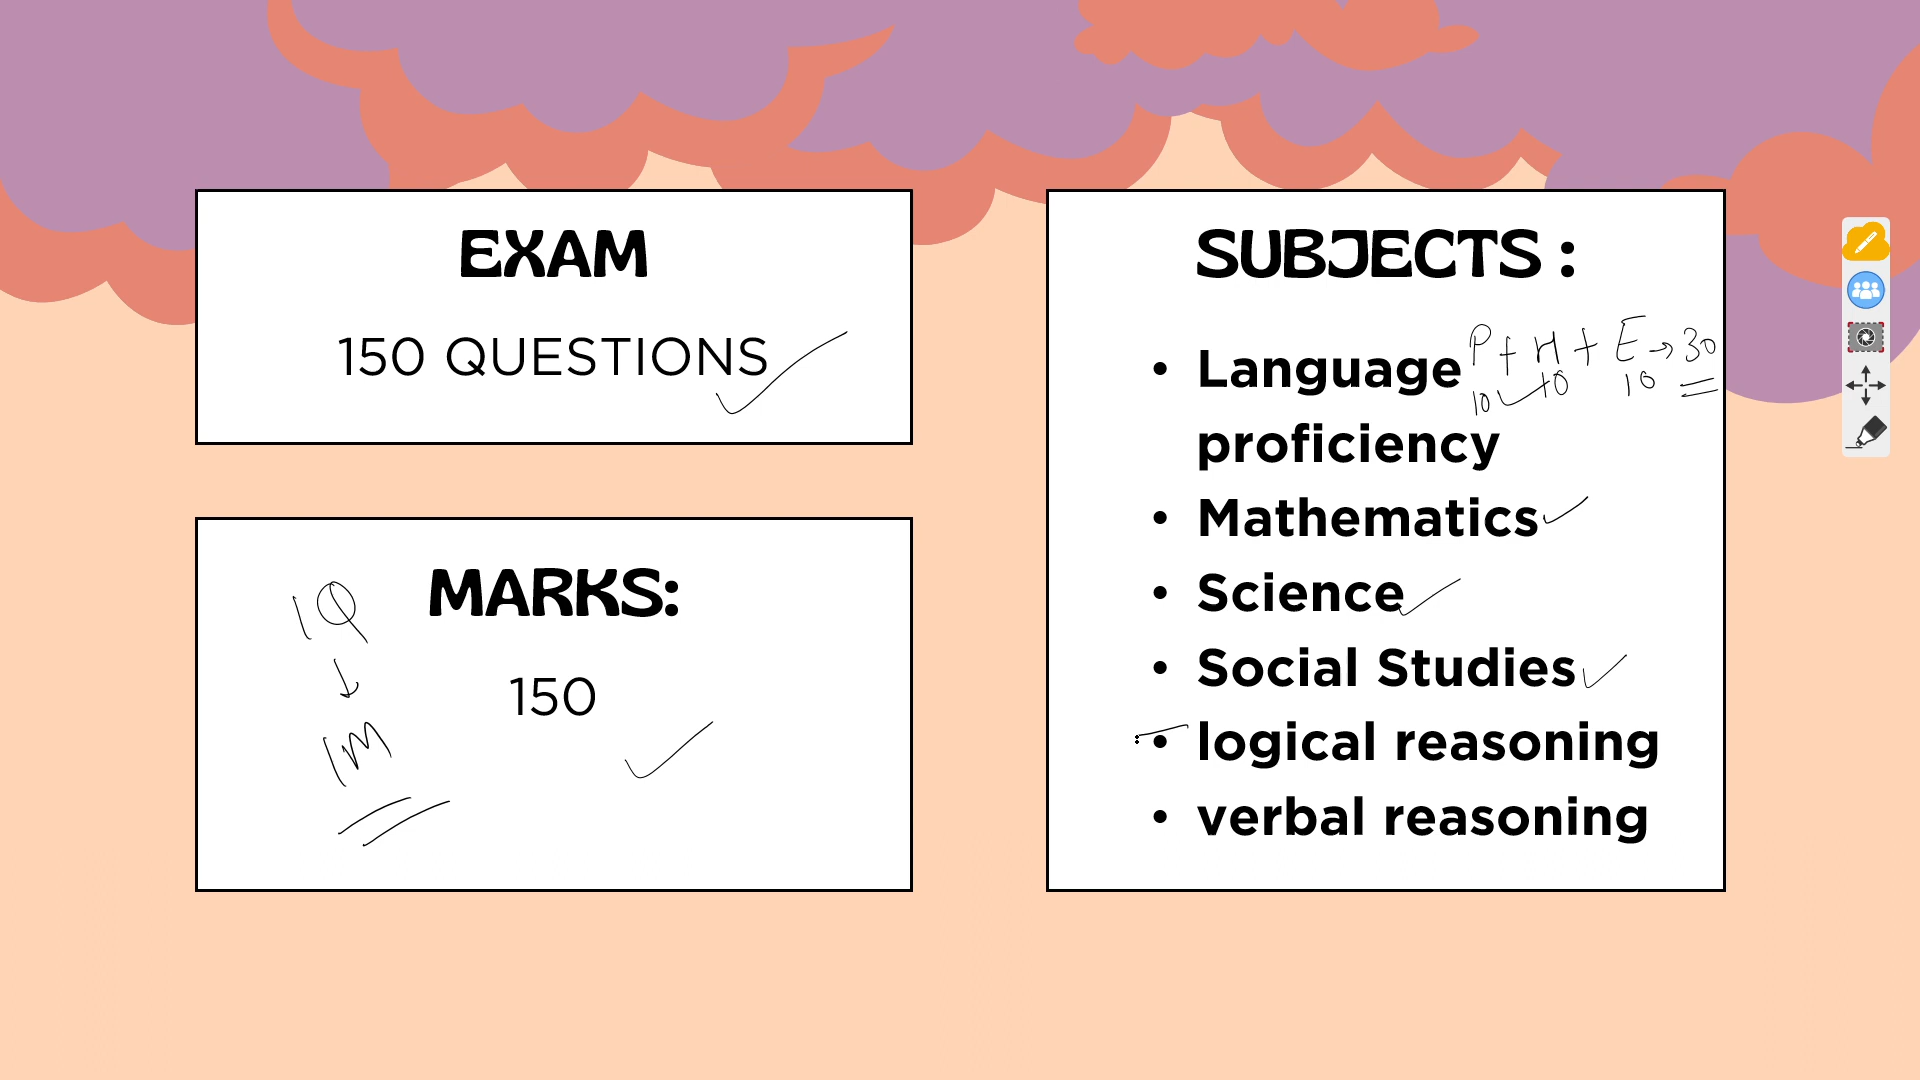 EXAM
150 QUESTIONS
MARKS:
1Q
↓
1M
150
SUBJECTS :
• Language P + H + E → 30
10 10 10
proficiency
• Mathematics
• Science
• Social Studies
• logical reasoning
• verbal reasoning